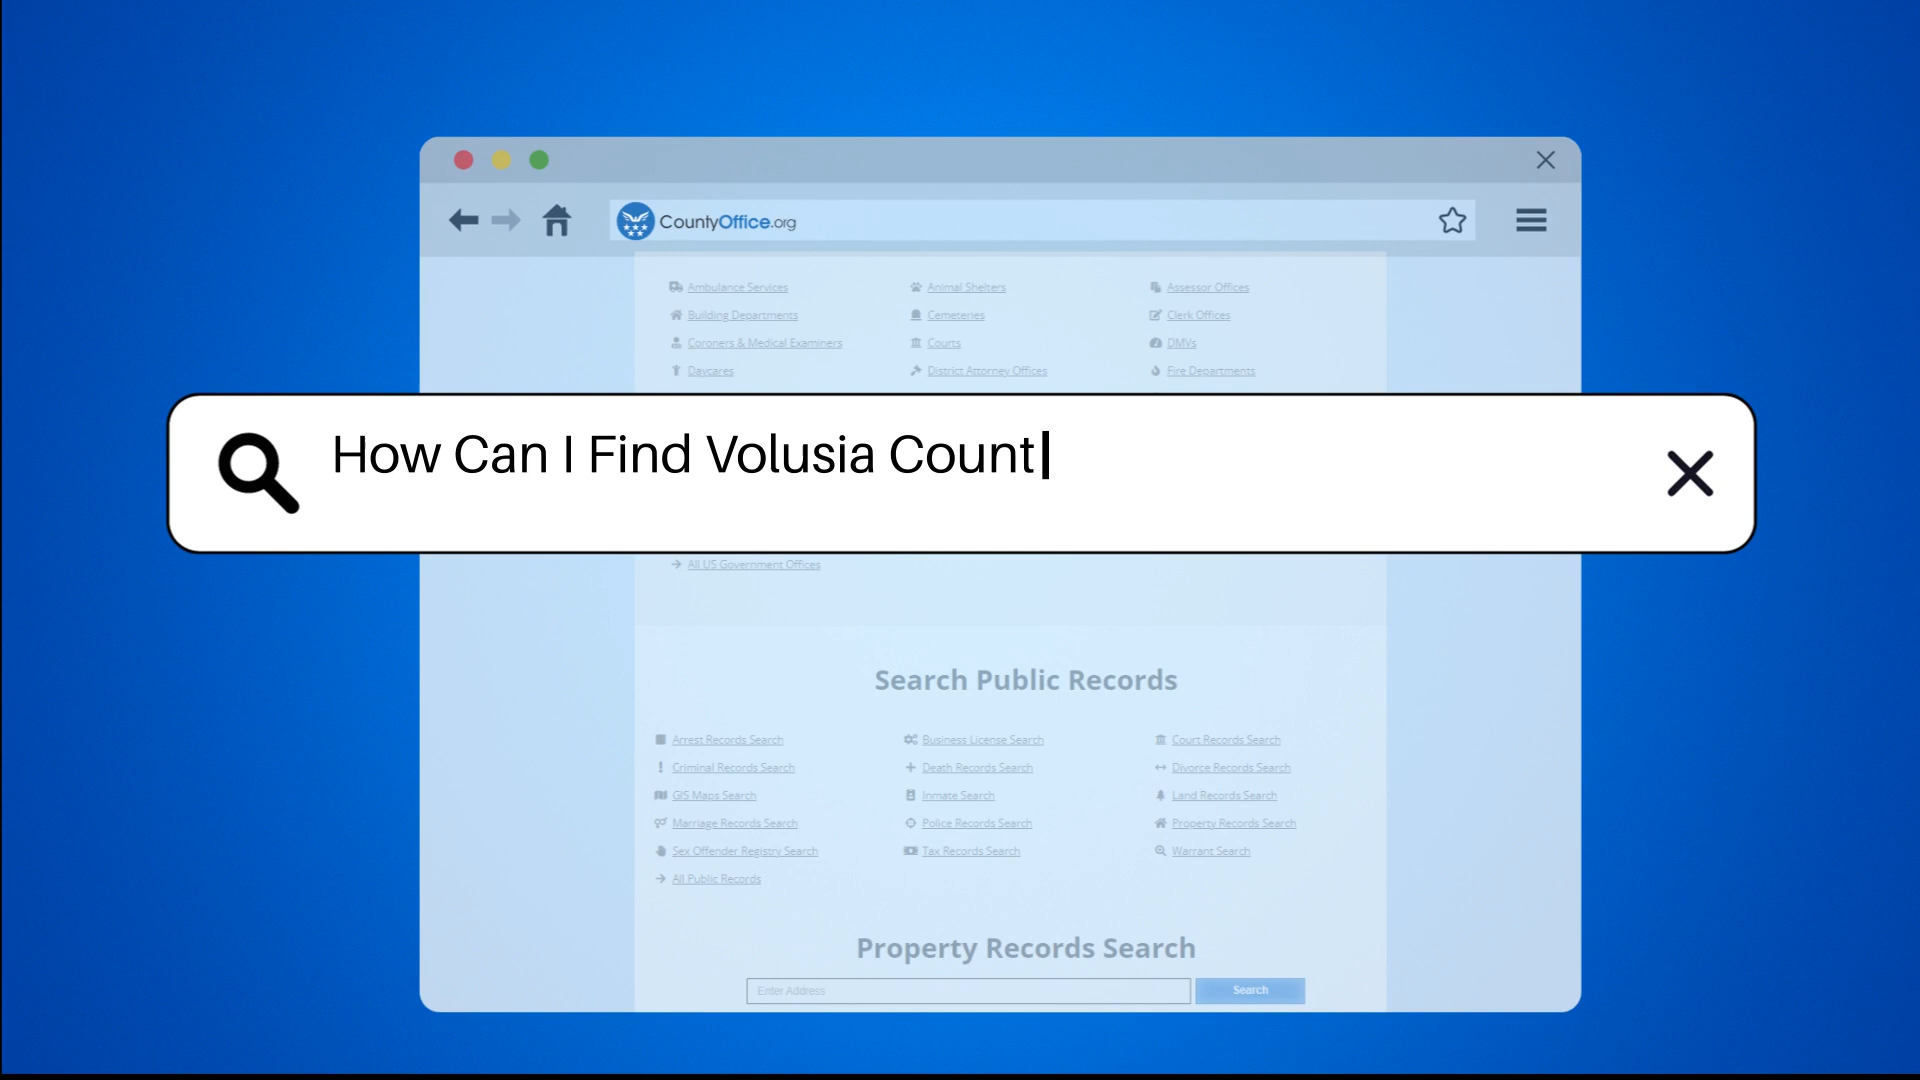 CountyOffice.org
Ambulance Services Animal Shelters Assessor Offices
Building Departments Cemeteries Clerk Offices
Coroners & Medical Examiners Courts DMVs
Daycares District Attorney Offices Fire Departments
How Can I Find Volusia Count
All US Government Offices
Search Public Records
Arrest Records Search Business License Search Court Records Search
Criminal Records Search Death Records Search Divorce Records Search
GIS Maps Search Inmate Search Land Records Search
Marriage Records Search Police Records Search Property Records Search
Sex Offender Registry Search Tax Records Search Warrant Search
All Public Records
Property Records Search
Enter Address Search